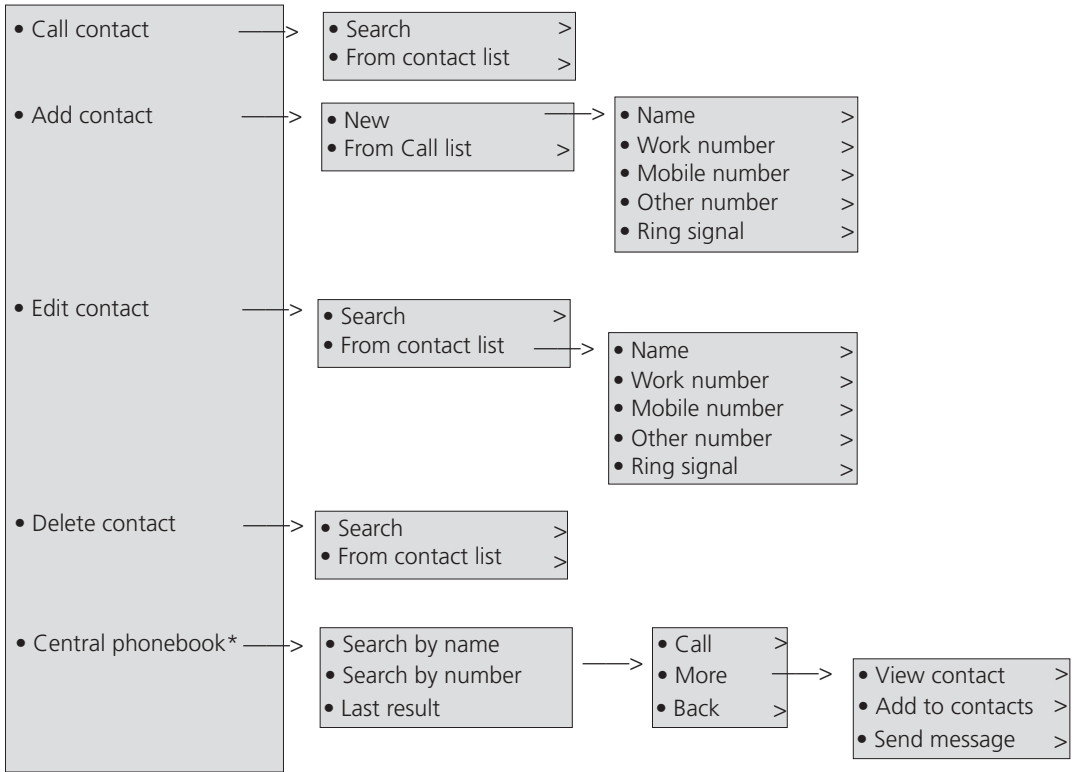 • Call contact >
• Search >
• From contact list >
• Add contact >
• New >
• From Call list >
• Name >
• Work number >
• Mobile number >
• Other number >
• Ring signal >
• Edit contact >
• Search >
• From contact list >
• Name >
• Work number >
• Mobile number >
• Other number >
• Ring signal >
• Delete contact >
• Search >
• From contact list >
• Central phonebook* >
• Search by name
• Search by number >
• Last result
• Call >
• More >
• Back >
• View contact >
• Add to contacts >
• Send message >